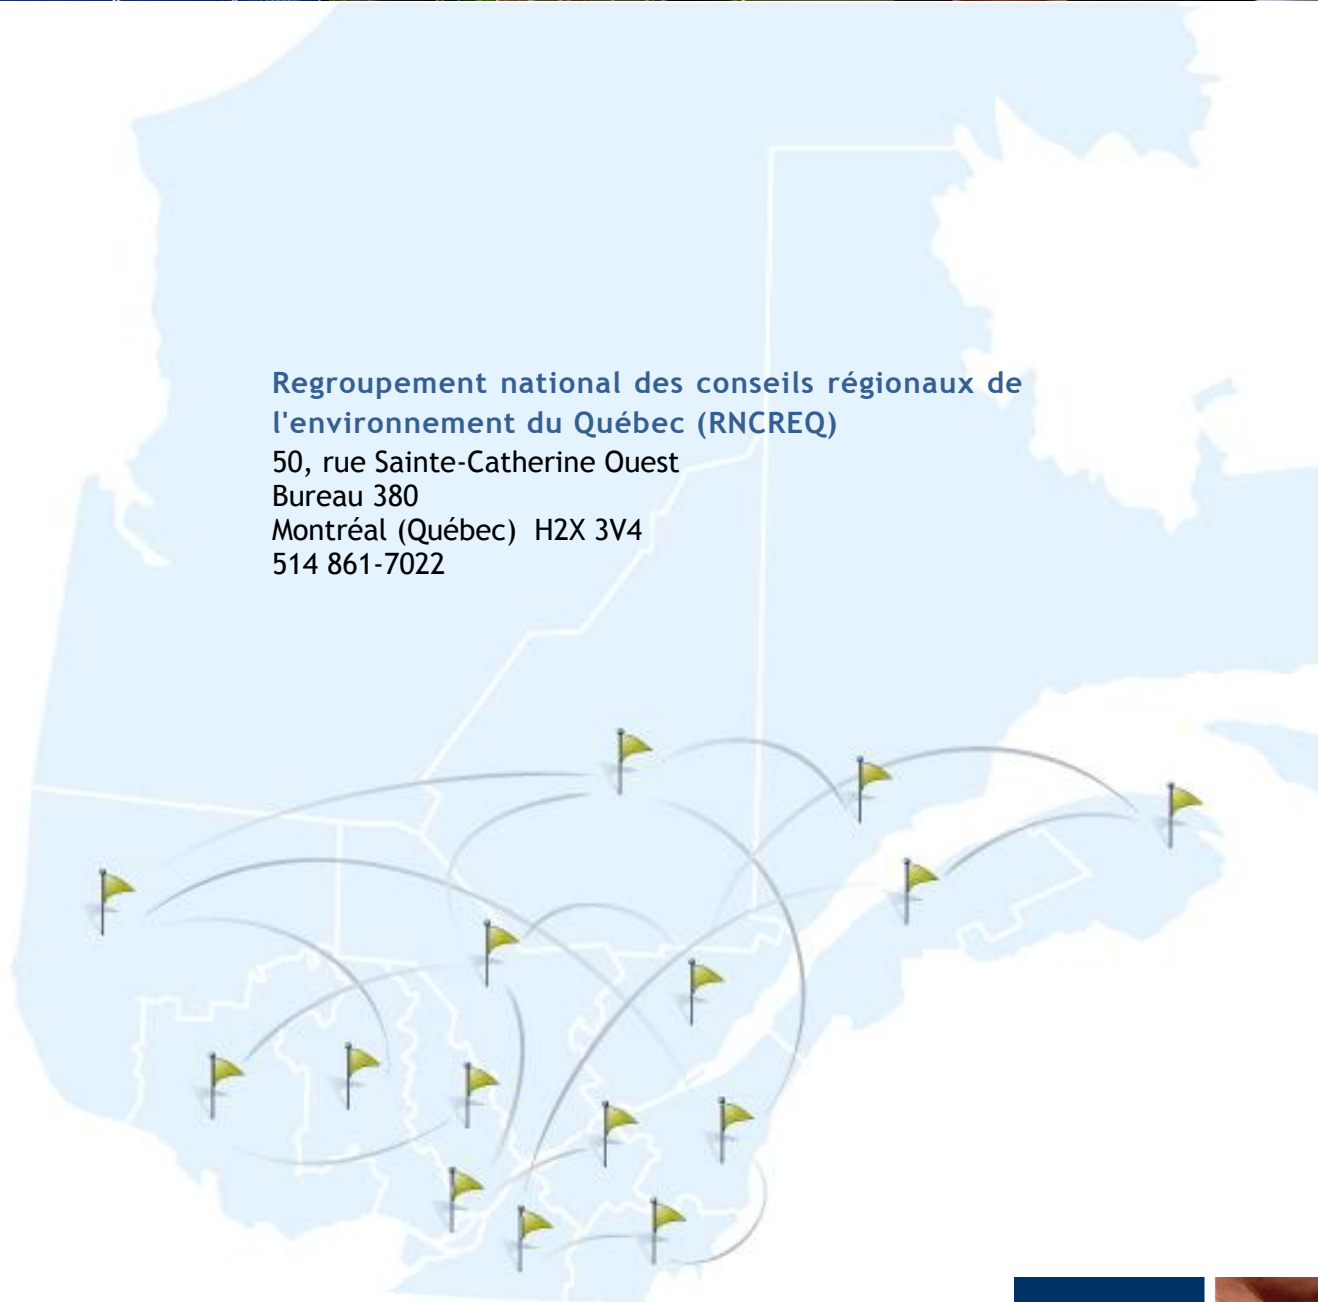 Regroupement national des conseils régionaux de
l'environnement du Québec (RNCREQ)
50, rue Sainte-Catherine Ouest
Bureau 380
Montréal (Québec)  H2X 3V4
514 861-7022